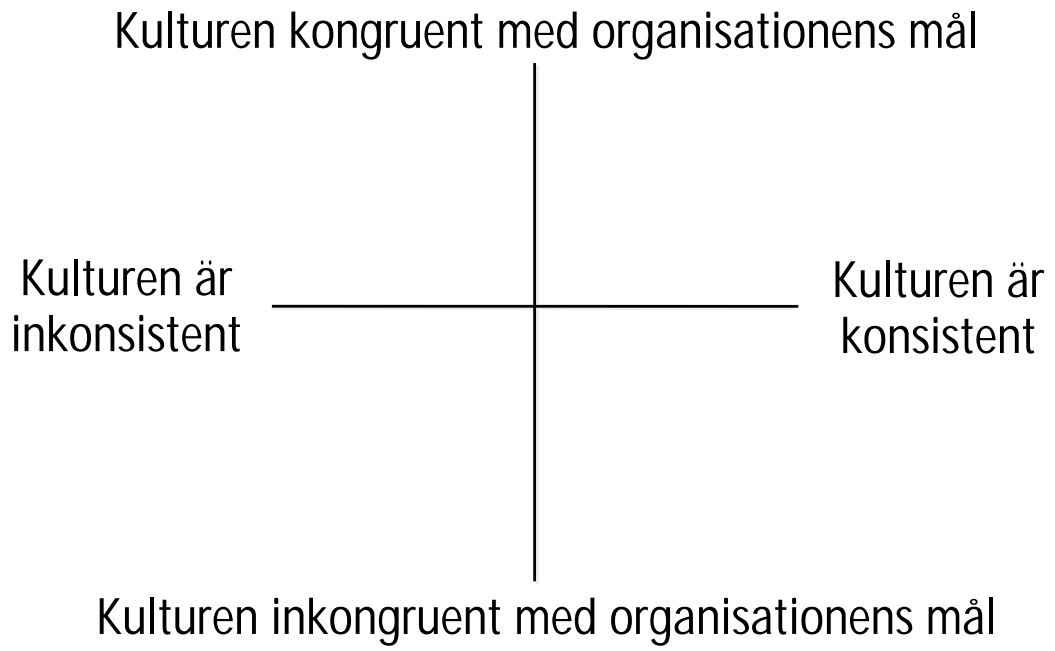 Kulturen kongruent med organisationens mål
Kulturen är
inkonsistent
Kulturen är
konsistent
Kulturen inkongruent med organisationens mål